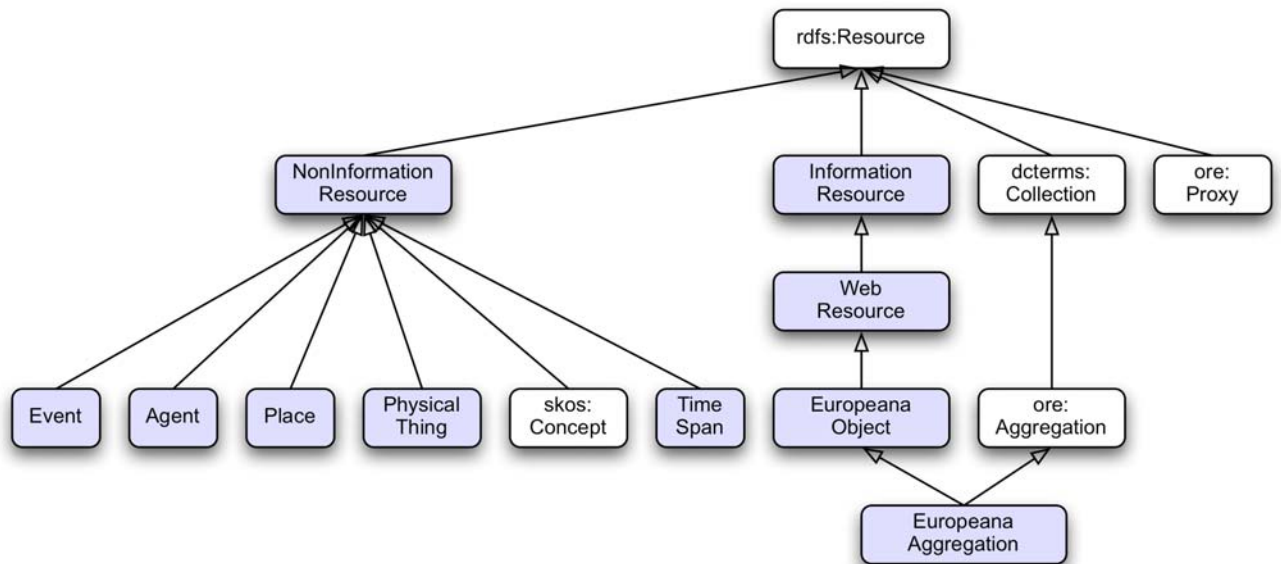 rdfs:Resource
NonInformation
Resource
Information
Resource
dcterms:
Collection
ore:
Proxy
Web
Resource
Event
Agent
Place
Physical
Thing
skos:
Concept
Time
Span
Europeana
Object
ore:
Aggregation
Europeana
Aggregation